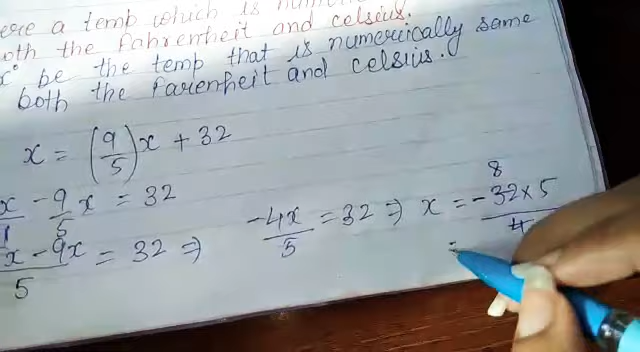 ere a temp which is numer
oth the Fahrenheit and celsius.
x° be the temp that is numerically same
both the Farenheit and celsius.
x = (9/5)x + 32
x/1 - 9/5 x = 32
x - 9x / 5 = 32 ⇒ -4x/5 = 32 ⇒ x = - 32 × 5 / 4
8
=